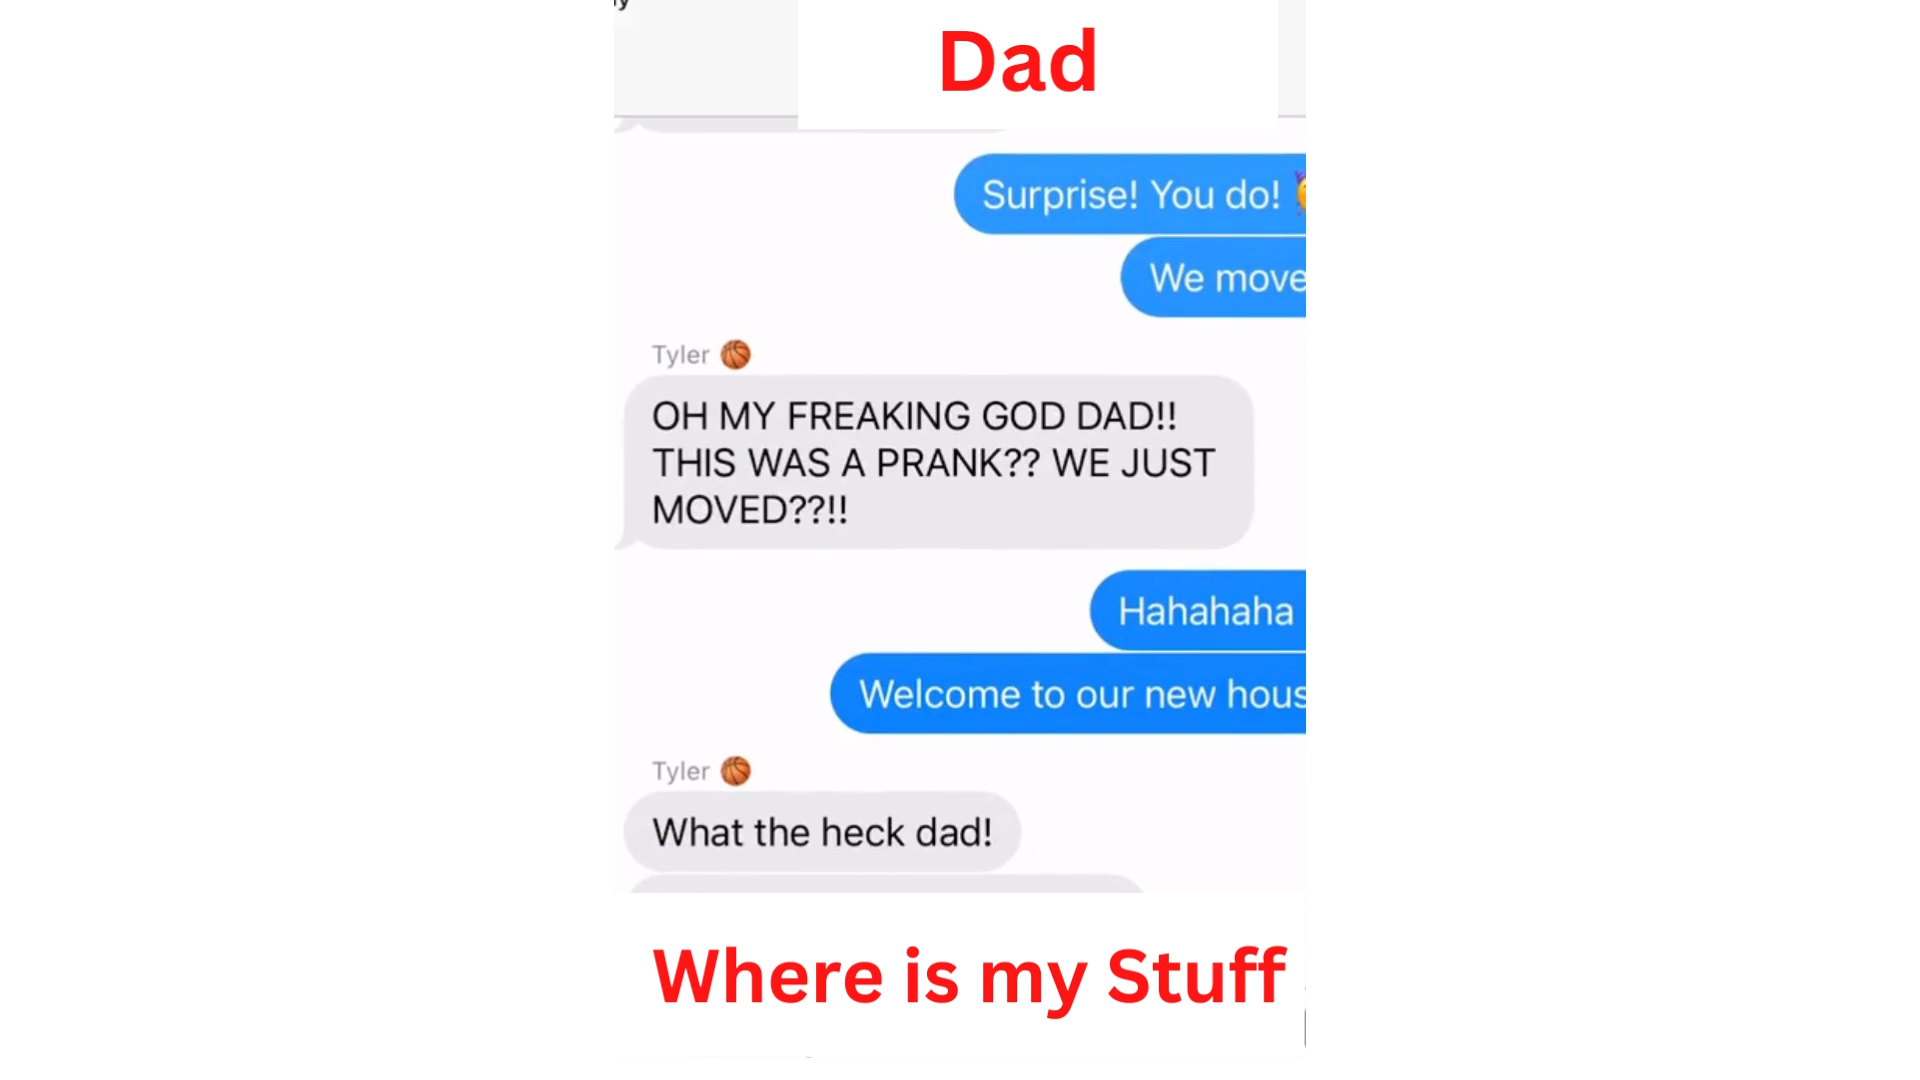 Dad
Surprise! You do!
We move
Tyler 🏀
OH MY FREAKING GOD DAD!!
THIS WAS A PRANK?? WE JUST
MOVED??!!
Hahahaha
Welcome to our new hous
Tyler 🏀
What the heck dad!
Where is my Stuff